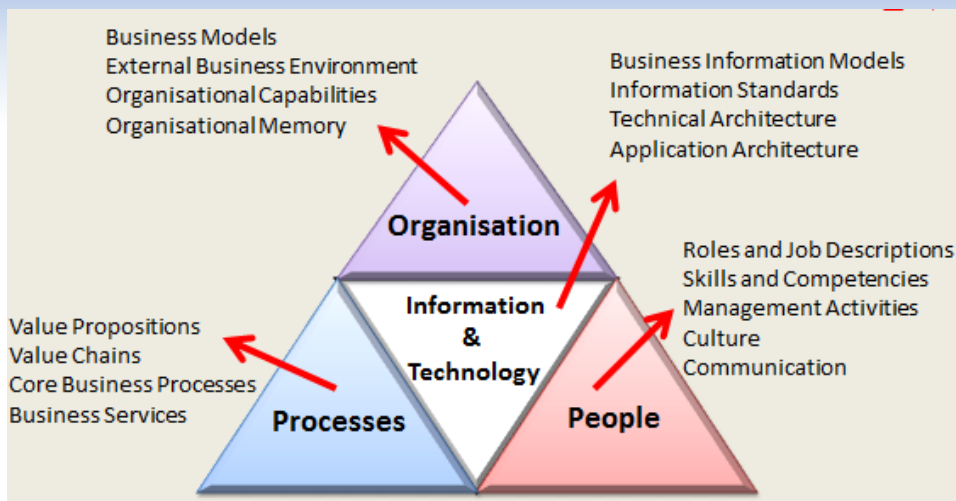 Business Models
External Business Environment
Organisational Capabilities
Organisational Memory
Business Information Models
Information Standards
Technical Architecture
Application Architecture
Organisation
Roles and Job Descriptions
Skills and Competencies
Management Activities
Culture
Communication
Information
&
Technology
Value Propositions
Value Chains
Core Business Processes
Business Services
Processes
People